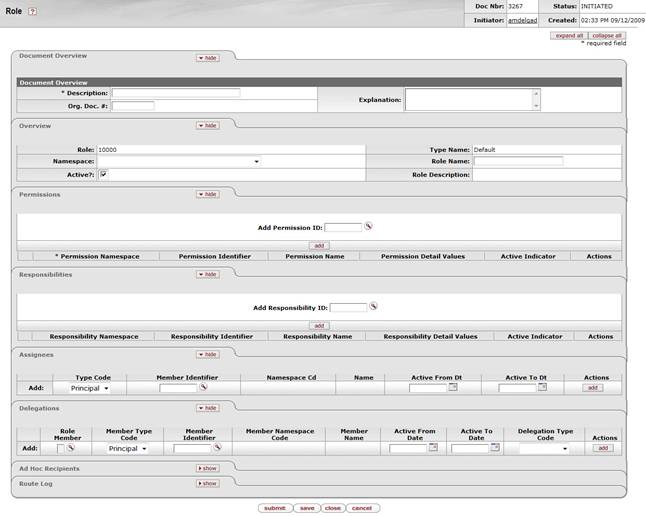 Role ?
Doc Nbr: 3267 Status: INITIATED
Initiator: amdelgad Created: 02:33 PM 09/12/2009
expand all collapse all
* required field
Document Overview hide
Document Overview
* Description: Explanation:
Org. Doc. #:
Overview hide
Role: 10000 Type Name: Default
Namespace: Role Name:
Active?: Role Description:
Permissions hide
Add Permission ID:
add
* Permission Namespace Permission Identifier Permission Name Permission Detail Values Active Indicator Actions
Responsibilities hide
Add Responsibility ID:
add
Responsibility Namespace Responsibility Identifier Responsibility Name Responsibility Detail Values Active Indicator Actions
Assignees hide
Type Code Member Identifier Namespace Cd Name Active From Dt Active To Dt Actions
Add: Principal add
Delegations hide
Role Member Member Type Code Member Identifier Member Namespace Code Member Name Active From Date Active To Date Delegation Type Code Actions
Add: Principal add
Ad Hoc Recipients show
Route Log show
submit save close cancel